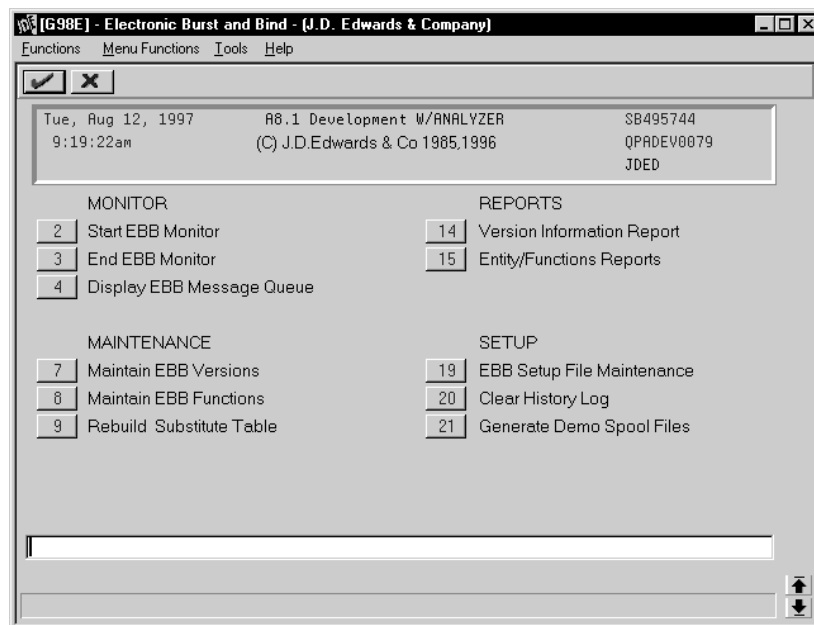 [G98E] - Electronic Burst and Bind - (J.D. Edwards & Company)
Functions Menu Functions Tools Help
Tue, Aug 12, 1997 A8.1 Development W/ANALYZER SB495744
9:19:22am (C) J.D.Edwards & Co 1985,1996 QPADEV0079
JDED
MONITOR REPORTS
2 Start EBB Monitor 14 Version Information Report
3 End EBB Monitor 15 Entity/Functions Reports
4 Display EBB Message Queue
MAINTENANCE SETUP
7 Maintain EBB Versions 19 EBB Setup File Maintenance
8 Maintain EBB Functions 20 Clear History Log
9 Rebuild Substitute Table 21 Generate Demo Spool Files